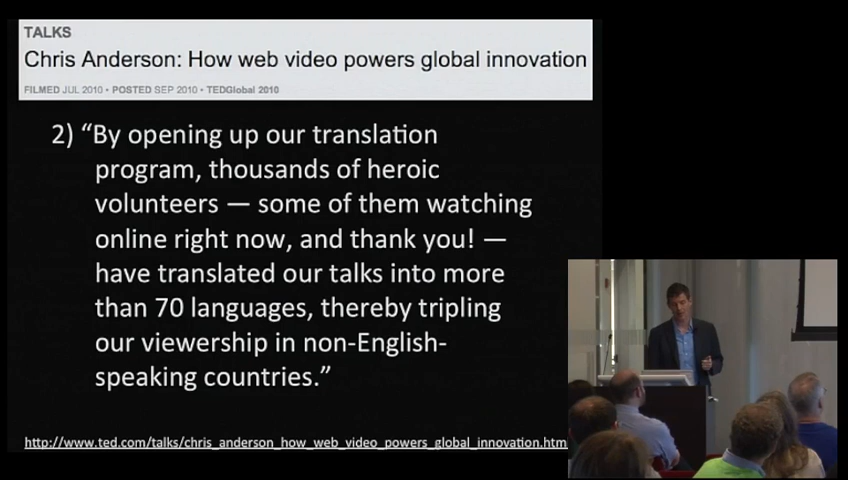 TALKS
Chris Anderson: How web video powers global innovation
FILMED JUL 2010 • POSTED SEP 2010 • TEDGlobal 2010
2) “By opening up our translation
program, thousands of heroic
volunteers — some of them watching
online right now, and thank you! —
have translated our talks into more
than 70 languages, thereby tripling
our viewership in non-English-
speaking countries.”
http://www.ted.com/talks/chris_anderson_how_web_video_powers_global_innovation.htm